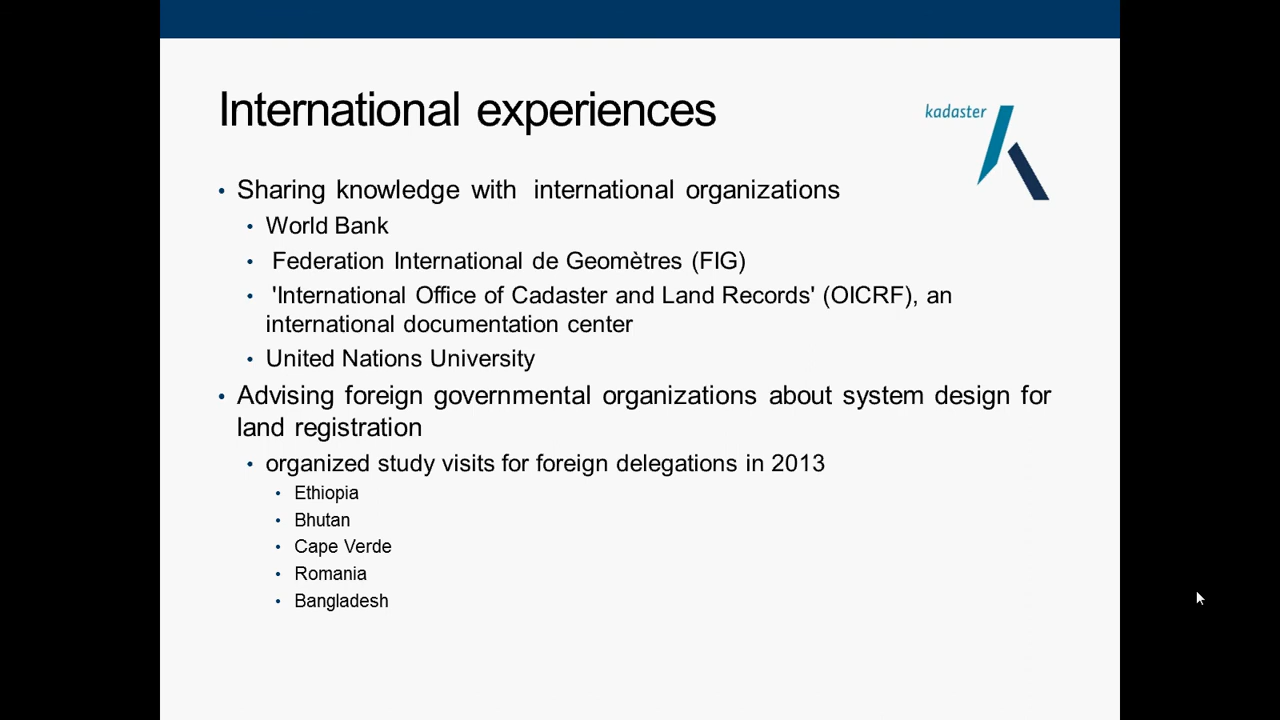 International experiences
kadaster
• Sharing knowledge with international organizations
• World Bank
• Federation International de Geomètres (FIG)
• 'International Office of Cadaster and Land Records' (OICRF), an
international documentation center
• United Nations University
• Advising foreign governmental organizations about system design for
land registration
• organized study visits for foreign delegations in 2013
• Ethiopia
• Bhutan
• Cape Verde
• Romania
• Bangladesh